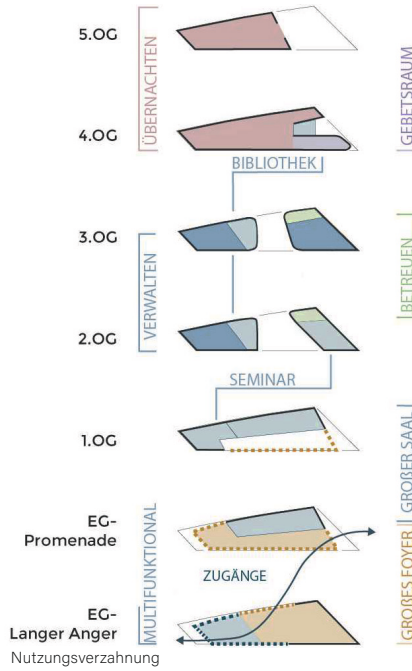 5.OG
ÜBERNACHTEN
4.OG
GEBETSRAUM
BIBLIOTHEK
3.OG
VERWALTEN
BETREUEN
2.OG
SEMINAR
1.OG
GROßER SAAL
EG-
Promenade
MULTIFUNKTIONAL
ZUGÄNGE
GROßES FOYER
EG-
Langer Anger
Nutzungsverzahnung